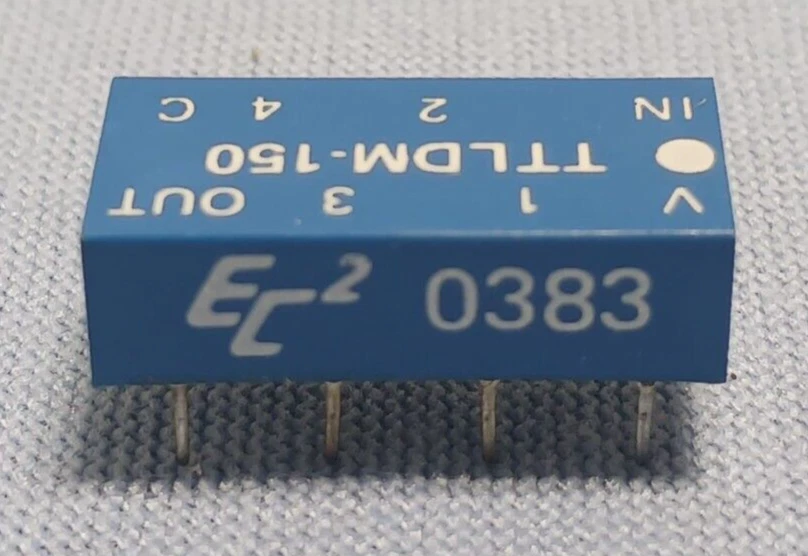 V 1 3 OUT
TTLDM-150
IN 2 4 C
EC² 0383